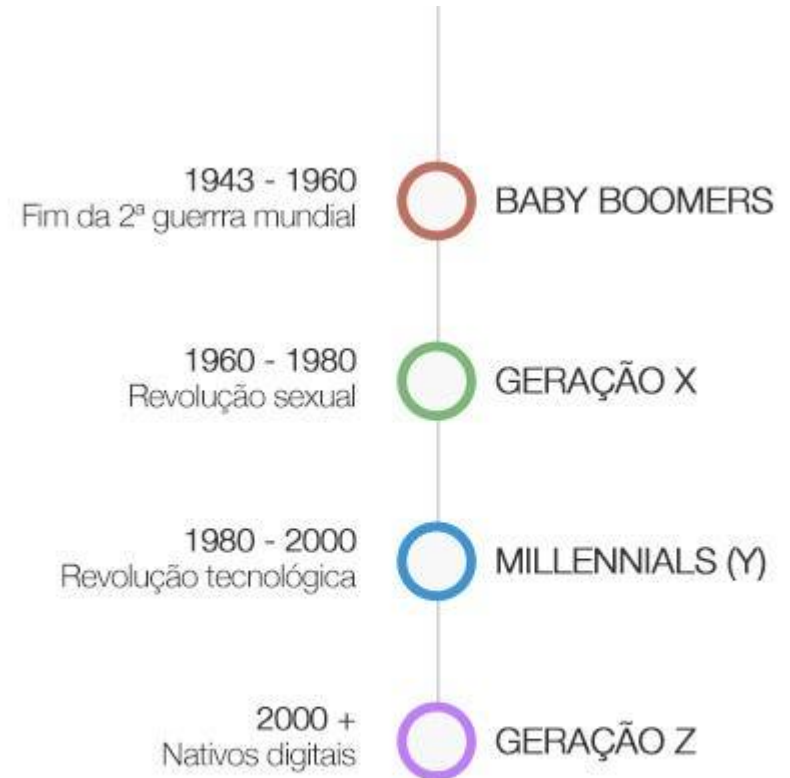 1943 - 1960
Fim da 2ª guerrra mundial
BABY BOOMERS
1960 - 1980
Revolução sexual
GERAÇÃO X
1980 - 2000
Revolução tecnológica
MILLENNIALS (Y)
2000 +
Nativos digitais
GERAÇÃO Z